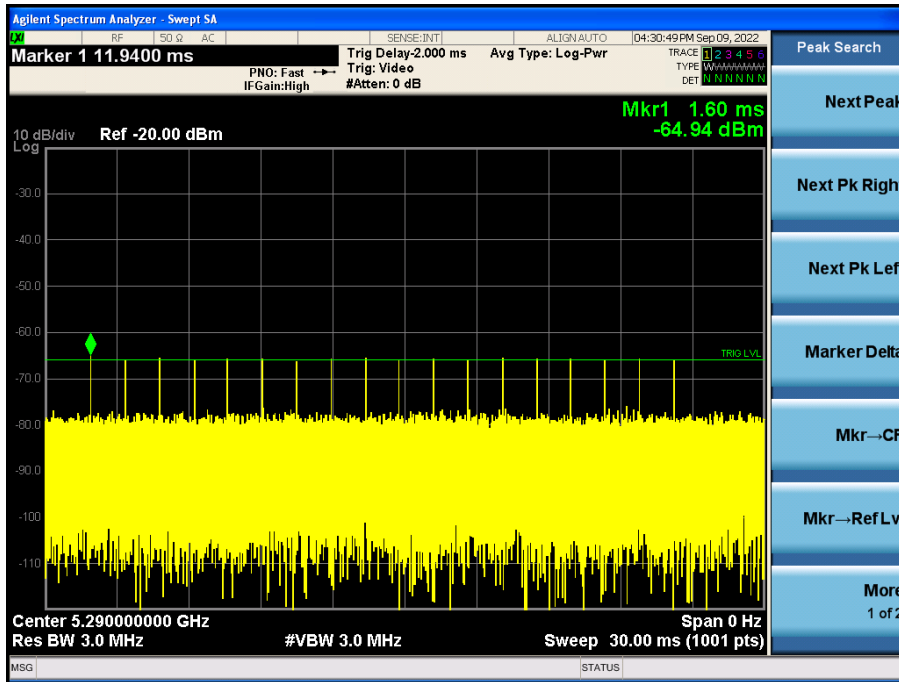 Agilent Spectrum Analyzer - Swept SA
LXI RF 50 Ω AC SENSE:INT ALIGN AUTO 04:30:49 PM Sep 09, 2022
Marker 1 11.9400 ms
PNO: Fast
IFGain:High
Trig Delay-2.000 ms
Trig: Video
#Atten: 0 dB
Avg Type: Log-Pwr
TRACE 1 2 3 4 5 6
TYPE WWWWWW
DET N N N N N N
Mkr1 1.60 ms
-64.94 dBm
10 dB/div Ref -20.00 dBm
Log
-30.0
-40.0
-50.0
-60.0
TRIG LVL
-70.0
-80.0
-90.0
-100
-110
Center 5.290000000 GHz Span 0 Hz
Res BW 3.0 MHz #VBW 3.0 MHz Sweep 30.00 ms (1001 pts)
MSG STATUS
Peak Search
Next Peak
Next Pk Righ
Next Pk Lef
Marker Delta
Mkr→CF
Mkr→Ref Lv
More
1 of 2